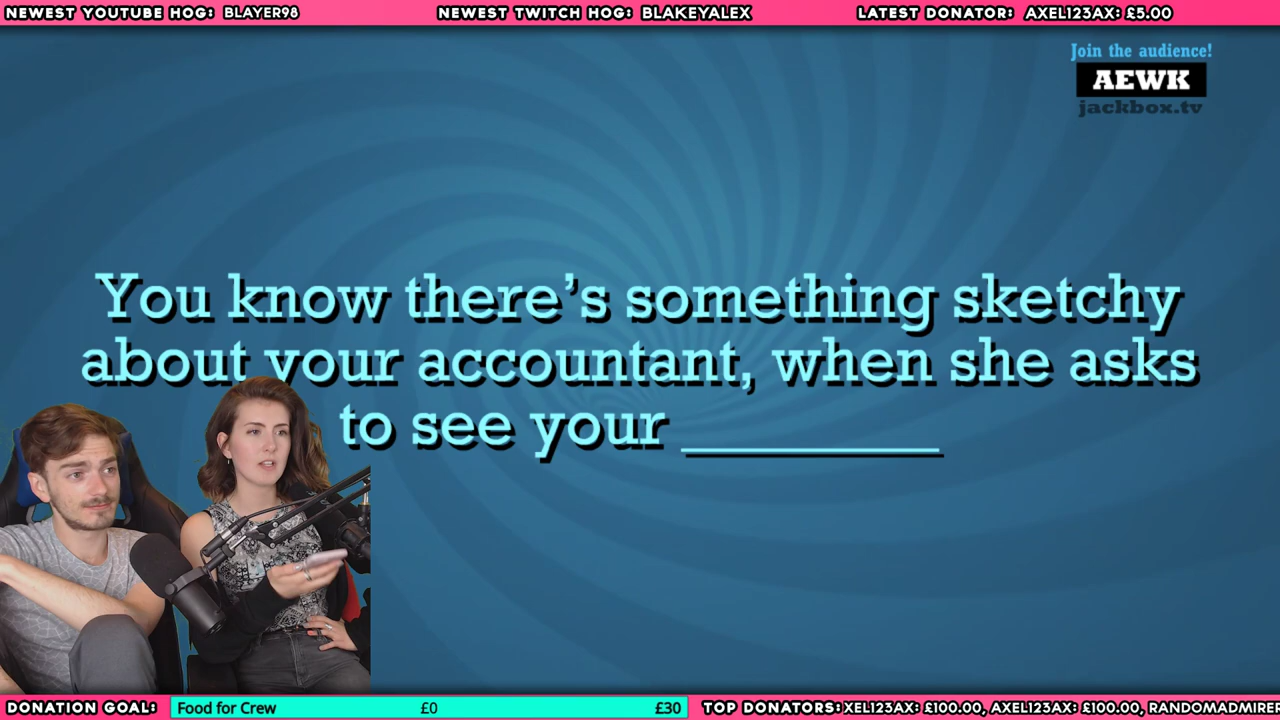 NEWEST YOUTUBE HOG: BLAYER98
NEWEST TWITCH HOG: BLAKEYALEX
LATEST DONATOR: AXEL123AX: £5.00
Join the audience!
AEWK
jackbox.tv
You know there's something sketchy
about your accountant, when she asks
to see your ________
DONATION GOAL: Food for Crew £0 £30
TOP DONATORS: XEL123AX: £100.00, AXEL123AX: £100.00, RANDOMADMIRER